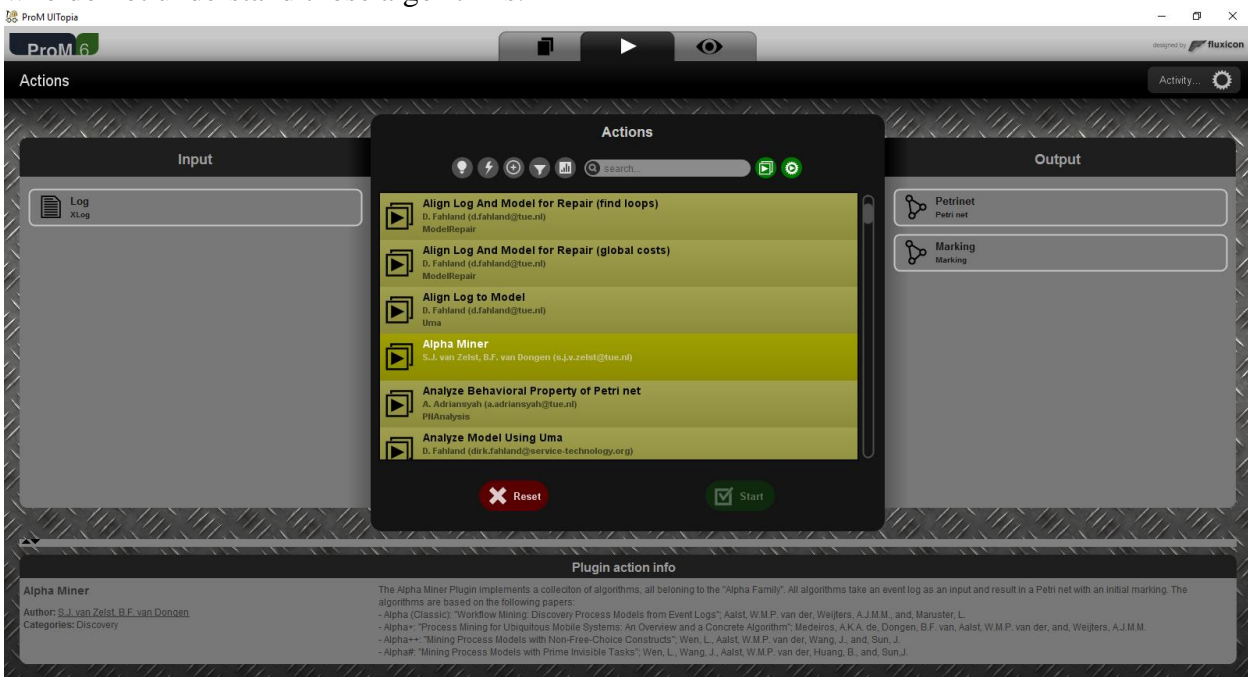 ProM UITopia
ProM 6
designed by fluxicon
Actions
Activity...
Actions
Input
Output
search...
Log
XLog
Align Log And Model for Repair (find loops)
D. Fahland (d.fahland@tue.nl)
ModelRepair
Align Log And Model for Repair (global costs)
D. Fahland (d.fahland@tue.nl)
ModelRepair
Align Log to Model
D. Fahland (d.fahland@tue.nl)
Uma
Alpha Miner
S.J. van Zelst, B.F. van Dongen (s.j.v.zelst@tue.nl)
Analyze Behavioral Property of Petri net
A. Adriansyah (a.adriansyah@tue.nl)
PNAnalysis
Analyze Model Using Uma
D. Fahland (dirk.fahland@service-technology.org)
Petrinet
Petri net
Marking
Marking
Reset
Start
Plugin action info
Alpha Miner
Author: S.J. van Zelst, B.F. van Dongen
Categories: Discovery
The Alpha Miner Plugin implements a colleciton of algorithms, all beloning to the "Alpha Family". All algorithms take an event log as an input and result in a Petri net with an initial marking. The
algorithms are based on the following papers:
- Alpha (Classic): "Workflow Mining: Discovery Process Models from Event Logs"; Aalst, W.M.P. van der, Weijters, A.J.M.M., and, Maruster, L.
- Alpha+: "Process Mining for Ubiquitous Mobile Systems: An Overview and a Concrete Algorithm"; Medeiros, A.K.A. de, Dongen, B.F. van, Aalst, W.M.P. van der, and, Weijters, A.J.M.M.
- Alpha++: "Mining Process Models with Non-Free-Choice Constructs"; Wen, L., Aalst, W.M.P. van der, Wang, J., and, Sun, J.
- Alpha#: "Mining Process Models with Prime Invisible Tasks"; Wen, L., Wang, J., Aalst, W.M.P. van der, Huang, B., and, Sun,J.